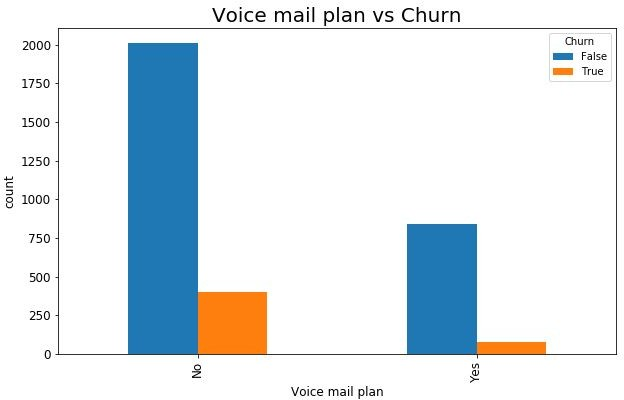 Voice mail plan vs Churn
Churn
False
True
2000
1750
1500
1250
1000
750
500
250
0
count
No
Yes
Voice mail plan